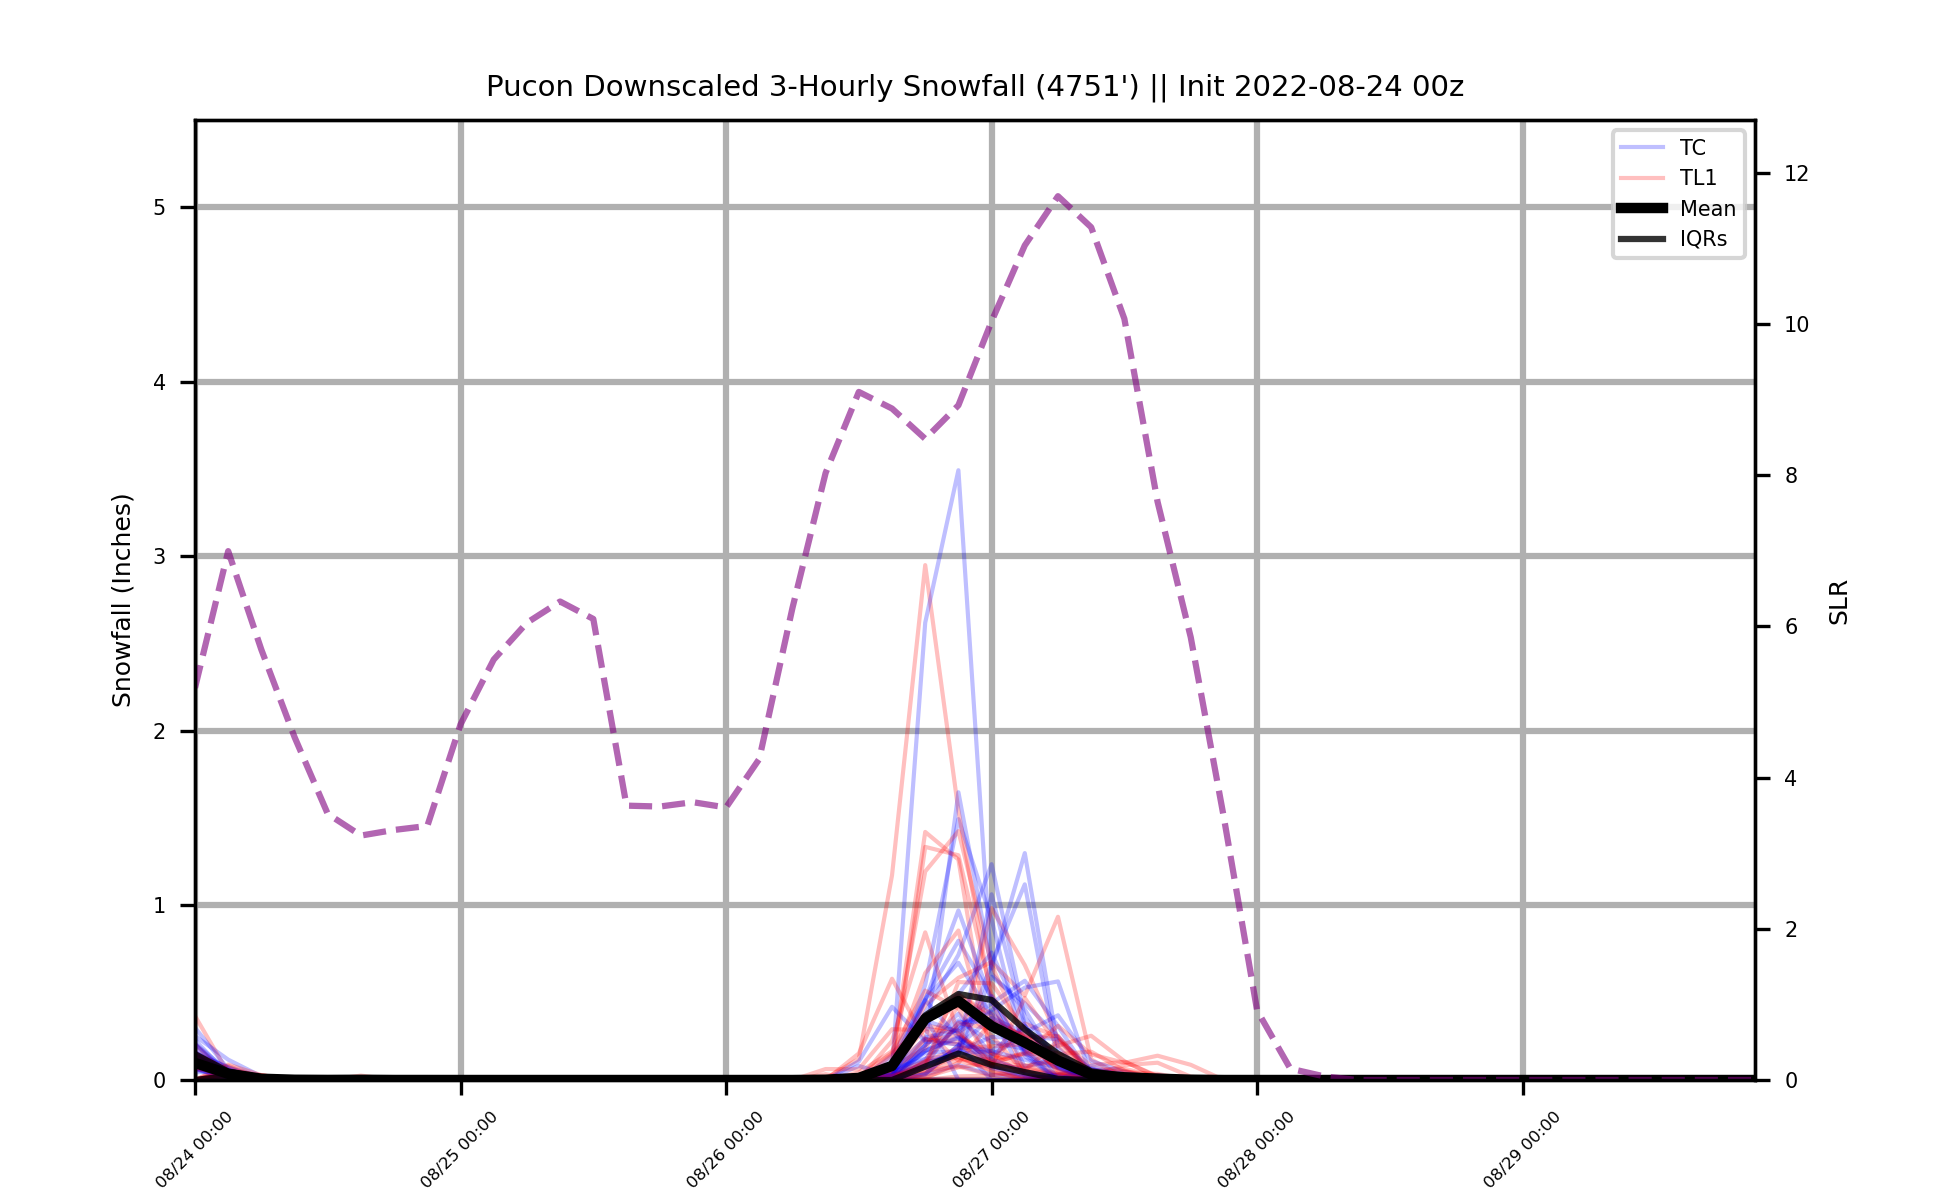 Pucon Downscaled 3-Hourly Snowfall (4751') || Init 2022-08-24 00z
TC
TL1
Mean
IQRs
Snowfall (Inches)
5
4
3
2
1
0
12
10
8
6
4
2
0
SLR
08/24 00:00
08/25 00:00
08/26 00:00
08/27 00:00
08/28 00:00
08/29 00:00